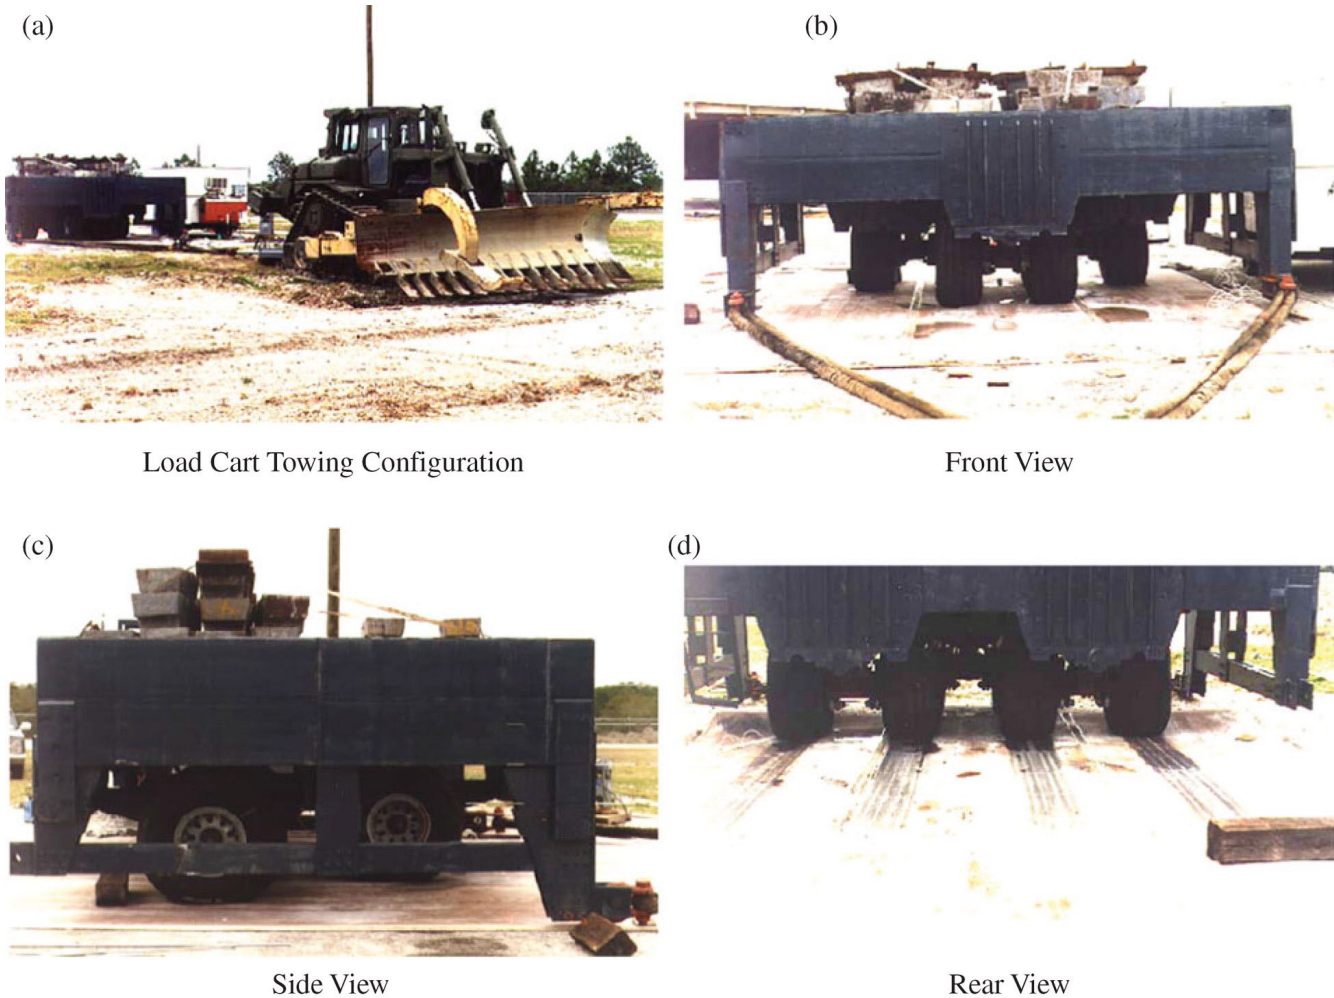 (a)
(b)
Load Cart Towing Configuration
Front View
(c)
(d)
Side View
Rear View